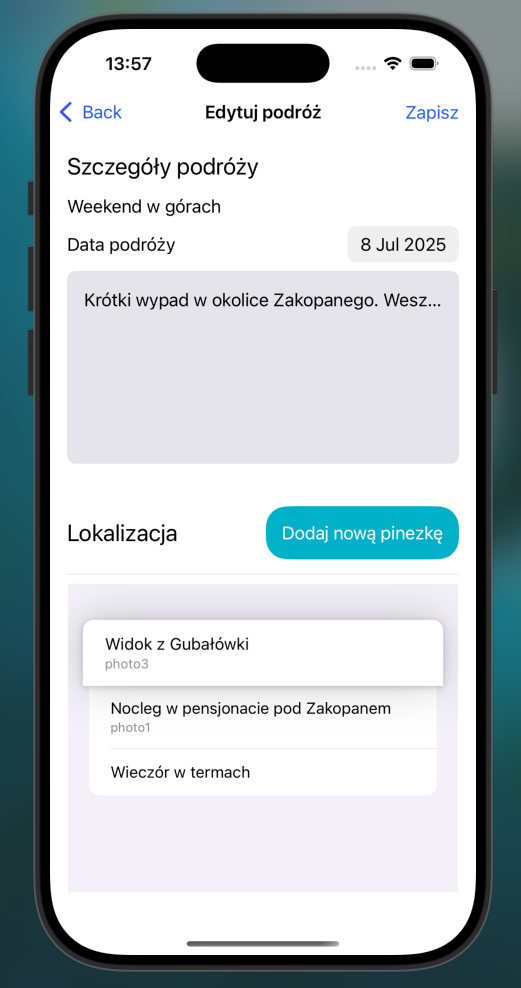 13:57
Back
Edytuj podróż
Zapisz
Szczegóły podróży
Weekend w górach
Data podróży
8 Jul 2025
Krótki wypad w okolice Zakopanego. Wesz...
Lokalizacja
Dodaj nową pinezkę
Widok z Gubałówki
photo3
Nocleg w pensjonacie pod Zakopanem
photo1
Wieczór w termach